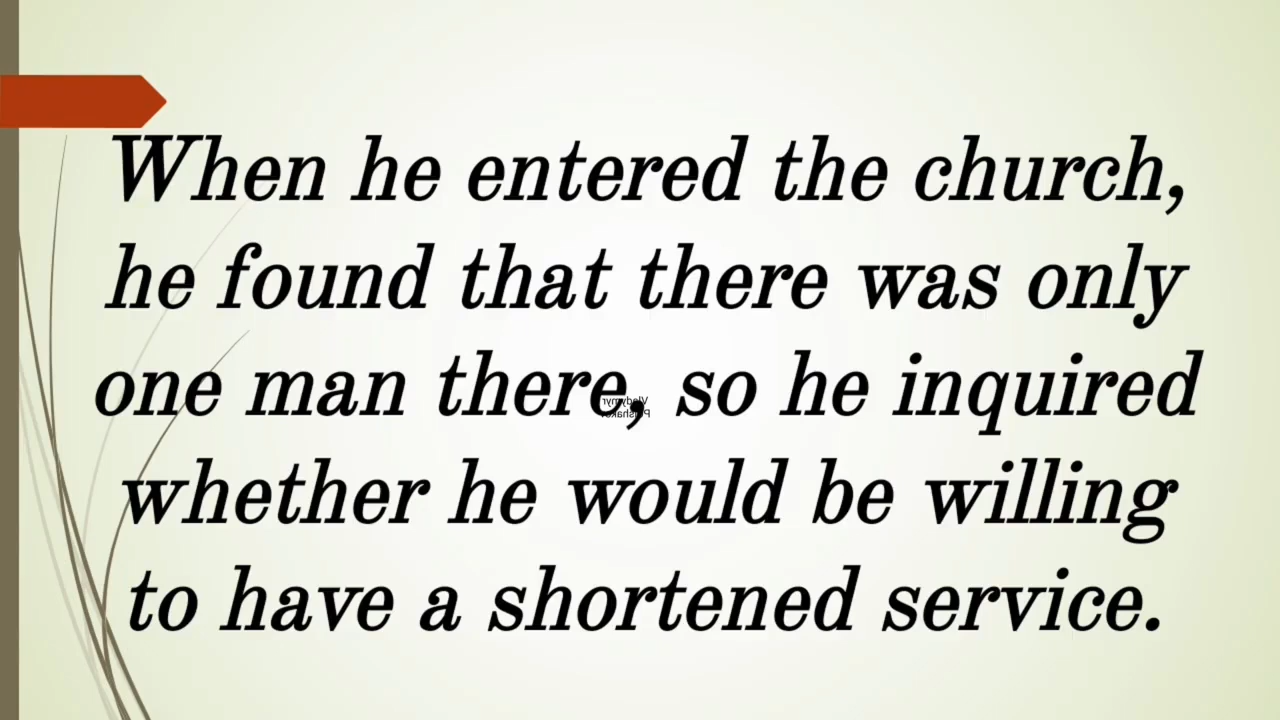 When he entered the church,
he found that there was only
one man there, so he inquired
whether he would be willing
to have a shortened service.